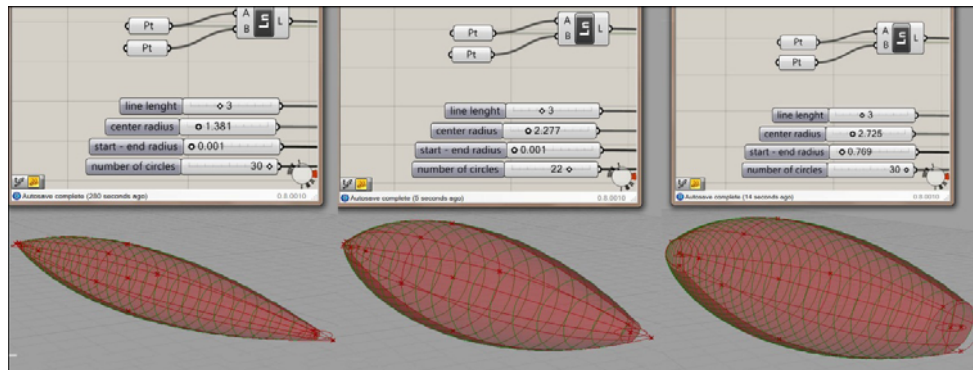 Pt
Pt
A
B
Ln
L
line lenght
3
center radius
1.381
start - end radius
0.001
number of circles
30
Autosave complete (280 seconds ago)
0.8.0010
Pt
Pt
A
B
Ln
L
line lenght
3
center radius
2.277
start - end radius
0.001
number of circles
22
Autosave complete (8 seconds ago)
0.8.0010
Pt
Pt
A
B
Ln
L
line lenght
3
center radius
2.725
start - end radius
0.769
number of circles
30
Autosave complete (14 seconds ago)
0.8.0010